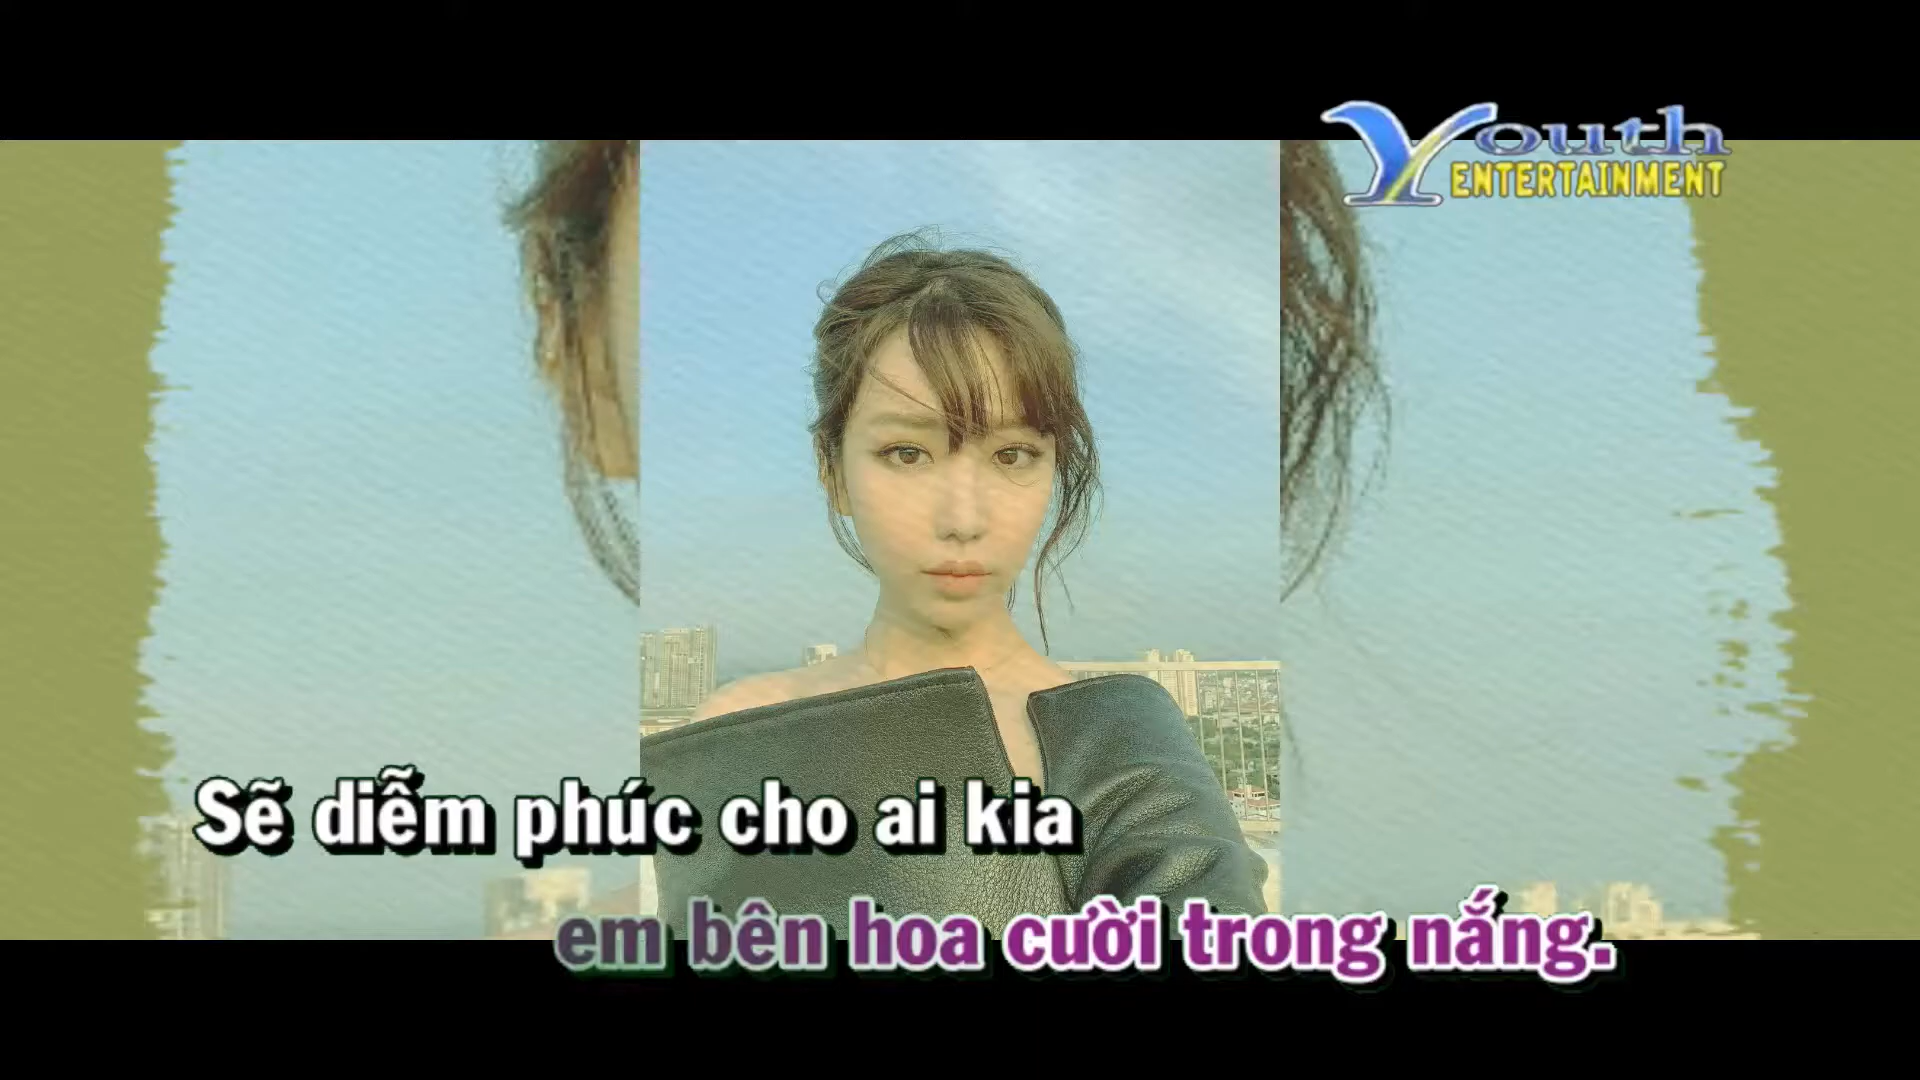 Youth
ENTERTAINMENT
Sẽ diễm phúc cho ai kia
em bên hoa cười trong nắng.